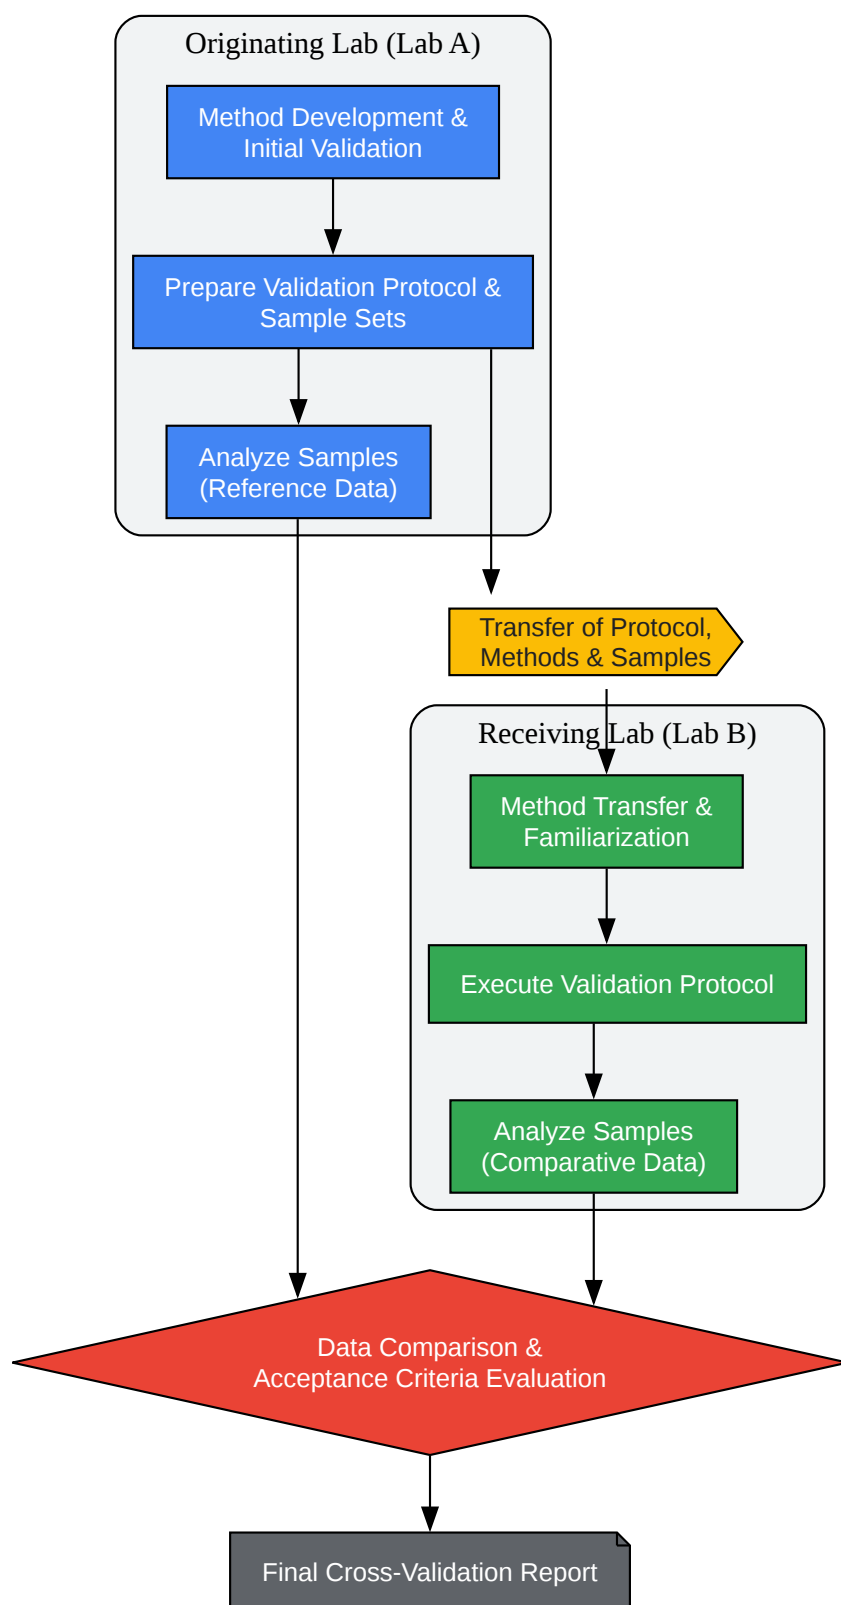 Originating Lab (Lab A)
Method Development &
Initial Validation
Prepare Validation Protocol &
Sample Sets
Analyze Samples
(Reference Data)
Transfer of Protocol,
Methods & Samples
Receiving Lab (Lab B)
Method Transfer &
Familiarization
Execute Validation Protocol
Analyze Samples
(Comparative Data)
Data Comparison &
Acceptance Criteria Evaluation
Final Cross-Validation Report